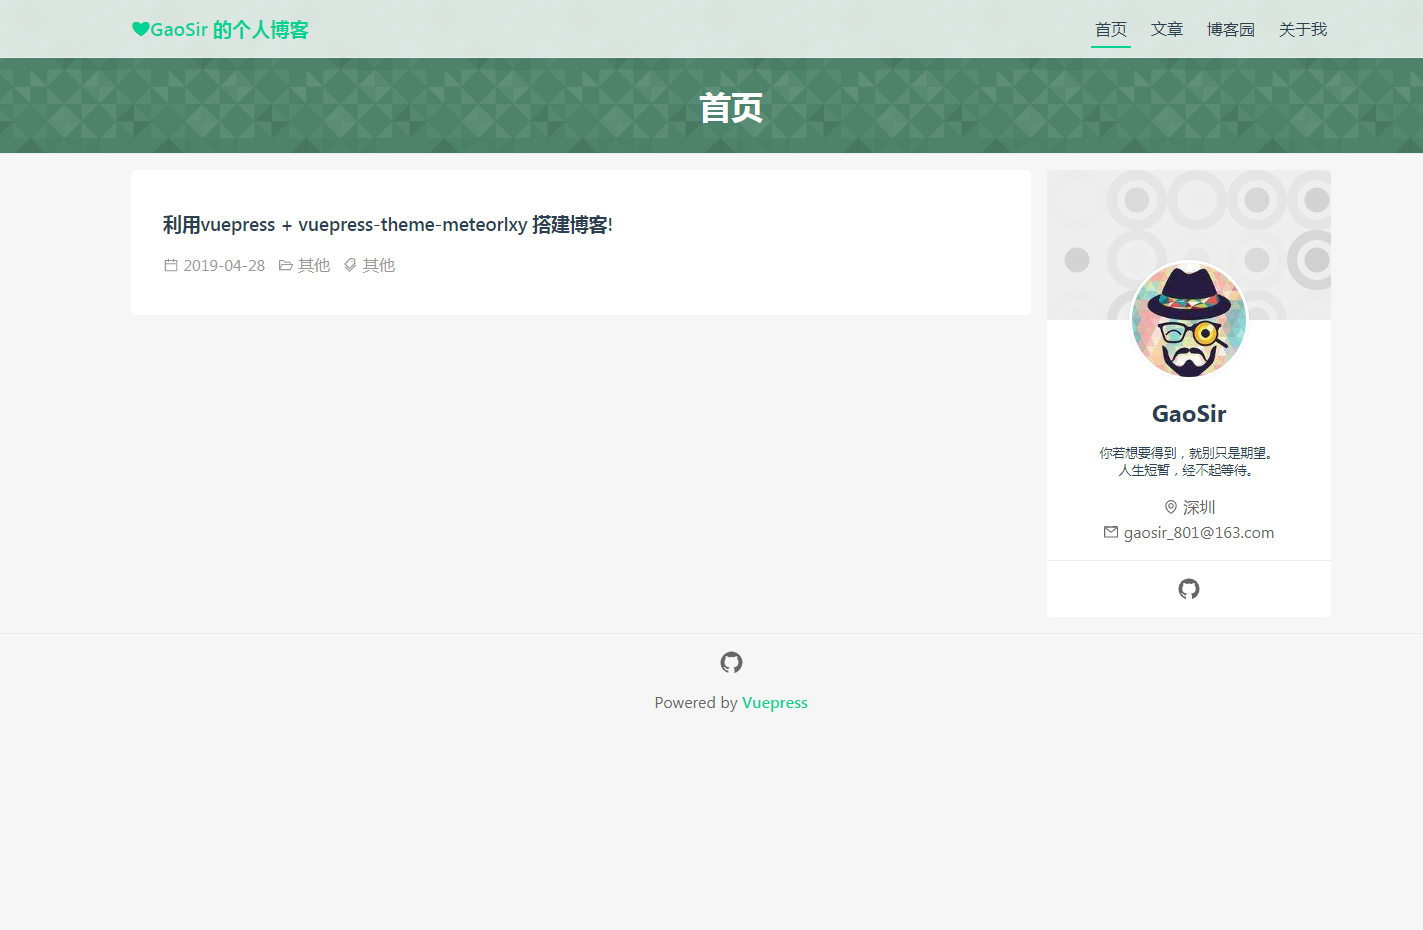 GaoSir 的个人博客
首页 文章 博客园 关于我
首页
利用vuepress + vuepress-theme-meteorlxy 搭建博客!
2019-04-28 其他 其他
GaoSir
你若想要得到，就别只是期望。
人生短暂，经不起等待。
深圳
gaosir_801@163.com
Powered by Vuepress